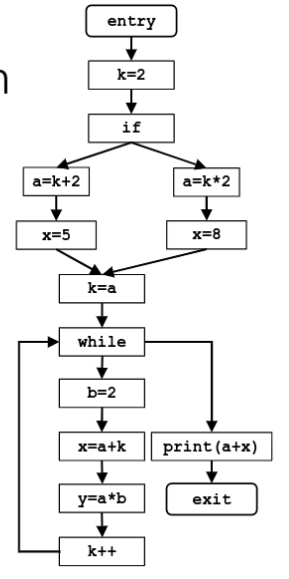 entry
n
k=2
if
a=k+2
a=k*2
x=5
x=8
k=a
while
b=2
x=a+k
print(a+x)
y=a*b
exit
k++